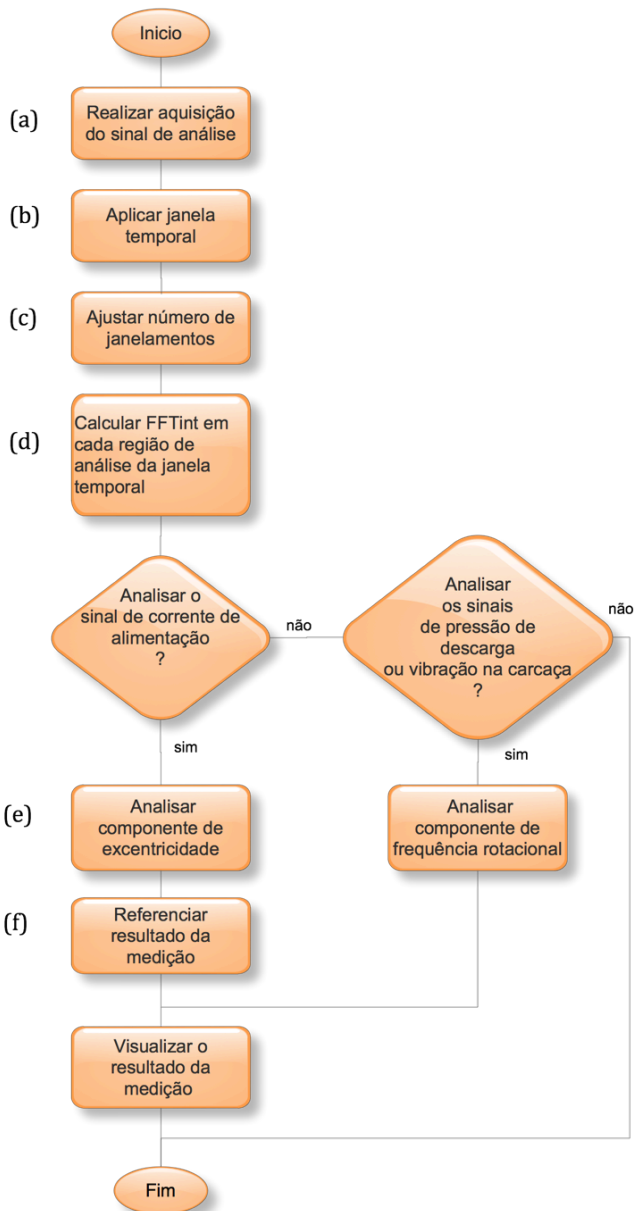 Inicio
(a)
Realizar aquisição
do sinal de análise
(b)
Aplicar janela
temporal
(c)
Ajustar número de
janelamentos
(d)
Calcular FFTint em
cada região de
análise da janela
temporal
Analisar o
sinal de corrente de
alimentação
?
não
Analisar
os sinais
de pressão de
descarga
ou vibração na carcaça
?
não
sim
sim
(e)
Analisar
componente de
excentricidade
Analisar
componente de
frequência rotacional
(f)
Referenciar
resultado da
medição
Visualizar o
resultado da
medição
Fim